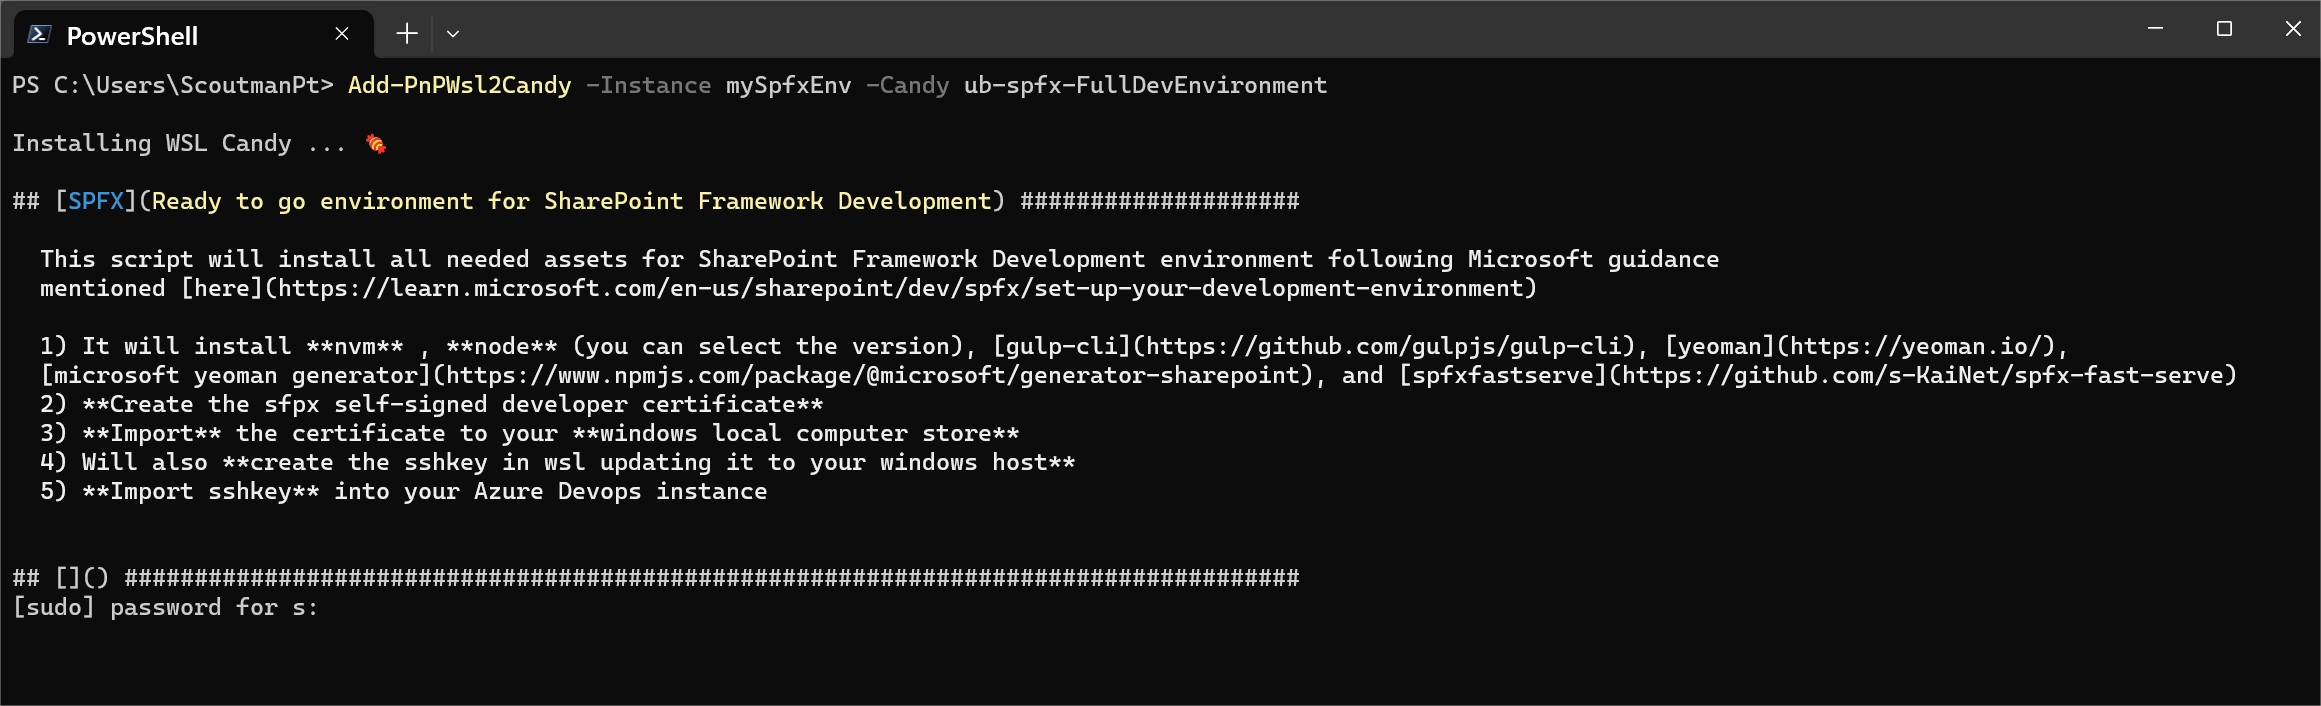 PowerShell
PS C:\Users\ScoutmanPt> Add-PnPWsl2Candy -Instance mySpfxEnv -Candy ub-spfx-FullDevEnvironment
Installing WSL Candy ... 🍬
## [SPFX](Ready to go environment for SharePoint Framework Development) ####################
This script will install all needed assets for SharePoint Framework Development environment following Microsoft guidance
mentioned [here](https://learn.microsoft.com/en-us/sharepoint/dev/spfx/set-up-your-development-environment)
1) It will install **nvm** , **node** (you can select the version), [gulp-cli](https://github.com/gulpjs/gulp-cli), [yeoman](https://yeoman.io/),
[microsoft yeoman generator](https://www.npmjs.com/package/@microsoft/generator-sharepoint), and [spfxfastserve](https://github.com/s-KaiNet/spfx-fast-serve)
2) **Create the sfpx self-signed developer certificate**
3) **Import** the certificate to your **windows local computer store**
4) Will also **create the sshkey in wsl updating it to your windows host**
5) **Import sshkey** into your Azure Devops instance
## []() ####################################################################################
[sudo] password for s: